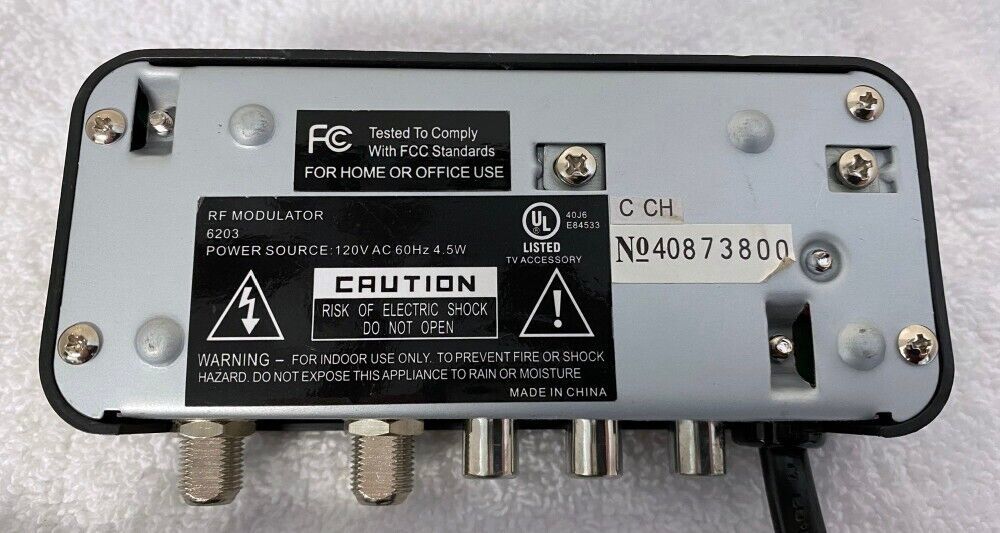 FC Tested To Comply
With FCC Standards
FOR HOME OR OFFICE USE
RF MODULATOR
6203
POWER SOURCE:120V AC 60Hz 4.5W
UL
LISTED
TV ACCESSORY
40J6
E84533
C CH
№40873800
CAUTION
RISK OF ELECTRIC SHOCK
DO NOT OPEN
!
WARNING – FOR INDOOR USE ONLY. TO PREVENT FIRE OR SHOCK
HAZARD. DO NOT EXPOSE THIS APPLIANCE TO RAIN OR MOISTURE
MADE IN CHINA